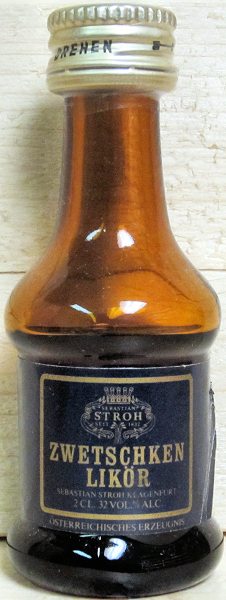 DREHEN
SEBASTIAN
STROH
SEIT 1832
ZWETSCHKEN
LIKÖR
SEBASTIAN STROH KLAGENFURT
2 CL. 32 VOL.% ALC.
ÖSTERREICHISCHES ERZEUGNIS